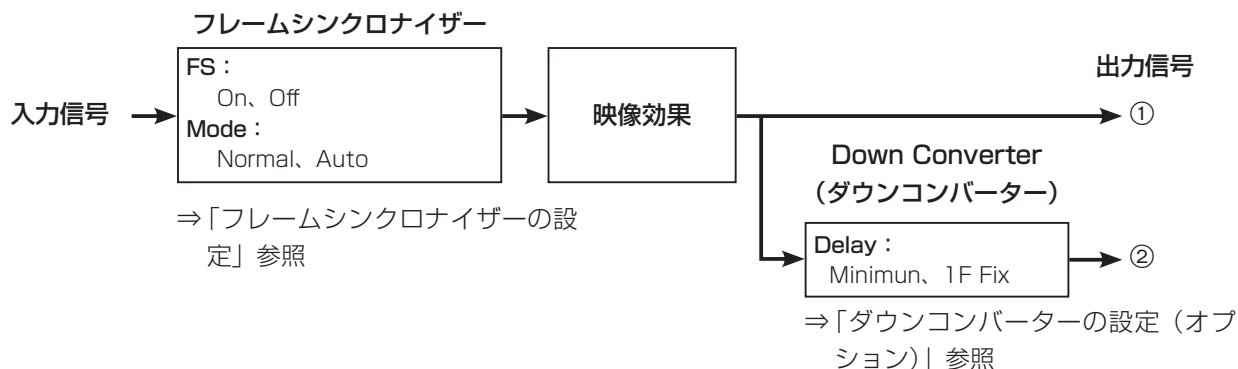 フレームシンクロナイザー
入力信号
FS：
On、Off
Mode：
Normal、Auto
⇒「フレームシンクロナイザーの設
定」参照
映像効果
出力信号
①
Down Converter
（ダウンコンバーター）
Delay：
Minimun、1F Fix
②
⇒「ダウンコンバーターの設定（オプ
ション）」参照